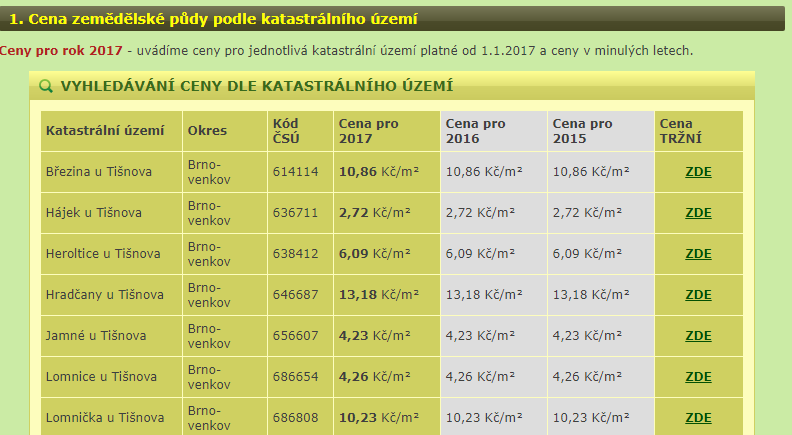 1. Cena zemědělské půdy podle katastrálního území
Ceny pro rok 2017 - uvádíme ceny pro jednotlivá katastrální území platné od 1.1.2017 a ceny v minulých letech.
VYHLEDÁVÁNÍ CENY DLE KATASTRÁLNÍHO ÚZEMÍ
Katastrální území Okres Kód ČSÚ Cena pro 2017 Cena pro 2016 Cena pro 2015 Cena TRŽNÍ
Březina u Tišnova Brno-venkov 614114 10,86 Kč/m² 10,86 Kč/m² 10,86 Kč/m² ZDE
Hájek u Tišnova Brno-venkov 636711 2,72 Kč/m² 2,72 Kč/m² 2,72 Kč/m² ZDE
Heroltice u Tišnova Brno-venkov 638412 6,09 Kč/m² 6,09 Kč/m² 6,09 Kč/m² ZDE
Hradčany u Tišnova Brno-venkov 646687 13,18 Kč/m² 13,18 Kč/m² 13,18 Kč/m² ZDE
Jamné u Tišnova Brno-venkov 656607 4,23 Kč/m² 4,23 Kč/m² 4,23 Kč/m² ZDE
Lomnice u Tišnova Brno-venkov 686654 4,26 Kč/m² 4,26 Kč/m² 4,26 Kč/m² ZDE
Lomnička u Tišnova Brno-venkov 686808 10,23 Kč/m² 10,23 Kč/m² 10,23 Kč/m² ZDE